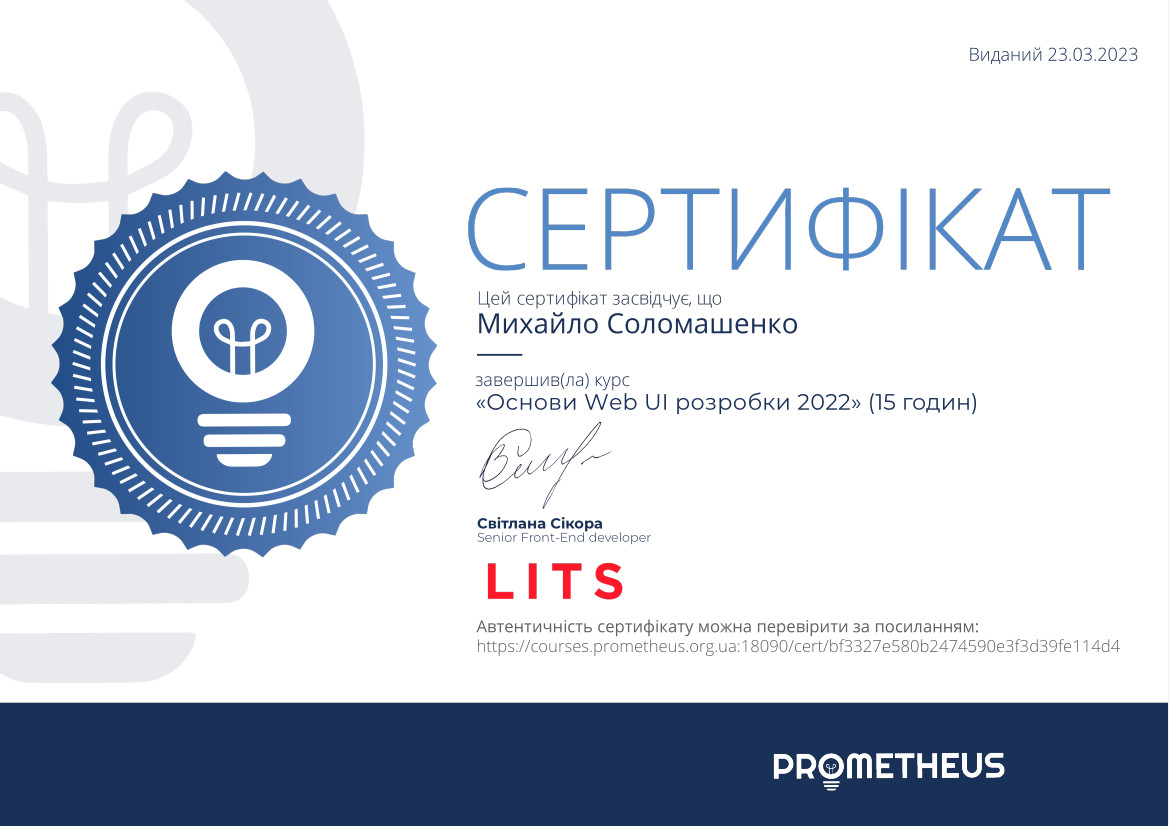 Виданий 23.03.2023
СЕРТИФІКАТ
Цей сертифікат засвідчує, що
Михайло Соломашенко
завершив(ла) курс
«Основи Web UI розробки 2022» (15 годин)
Світлана Сікора
Senior Front-End developer
LITS
Автентичність сертифікату можна перевірити за посиланням:
https://courses.prometheus.org.ua:18090/cert/bf3327e580b2474590e3f3d39fe114d4
PROMETHEUS